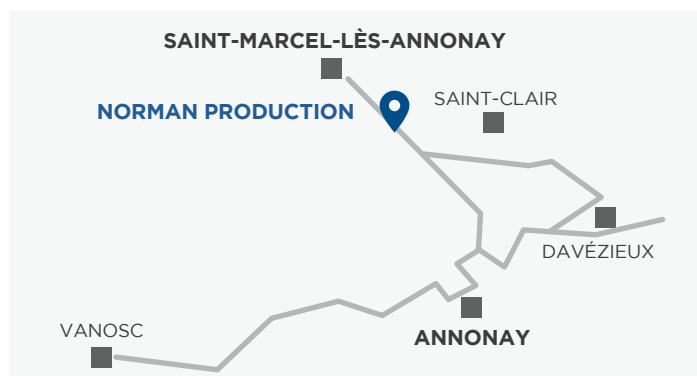 SAINT-MARCEL-LÈS-ANNONAY
SAINT-CLAIR
NORMAN PRODUCTION
DAVÉZIEUX
VANOSC
ANNONAY